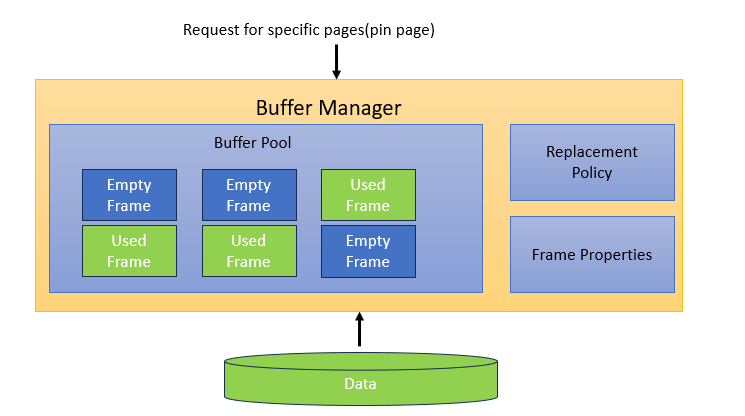 Request for specific pages(pin page)
Buffer Manager
Buffer Pool
Empty
Frame
Empty
Frame
Used
Frame
Used
Frame
Used
Frame
Empty
Frame
Replacement
Policy
Frame Properties
Data